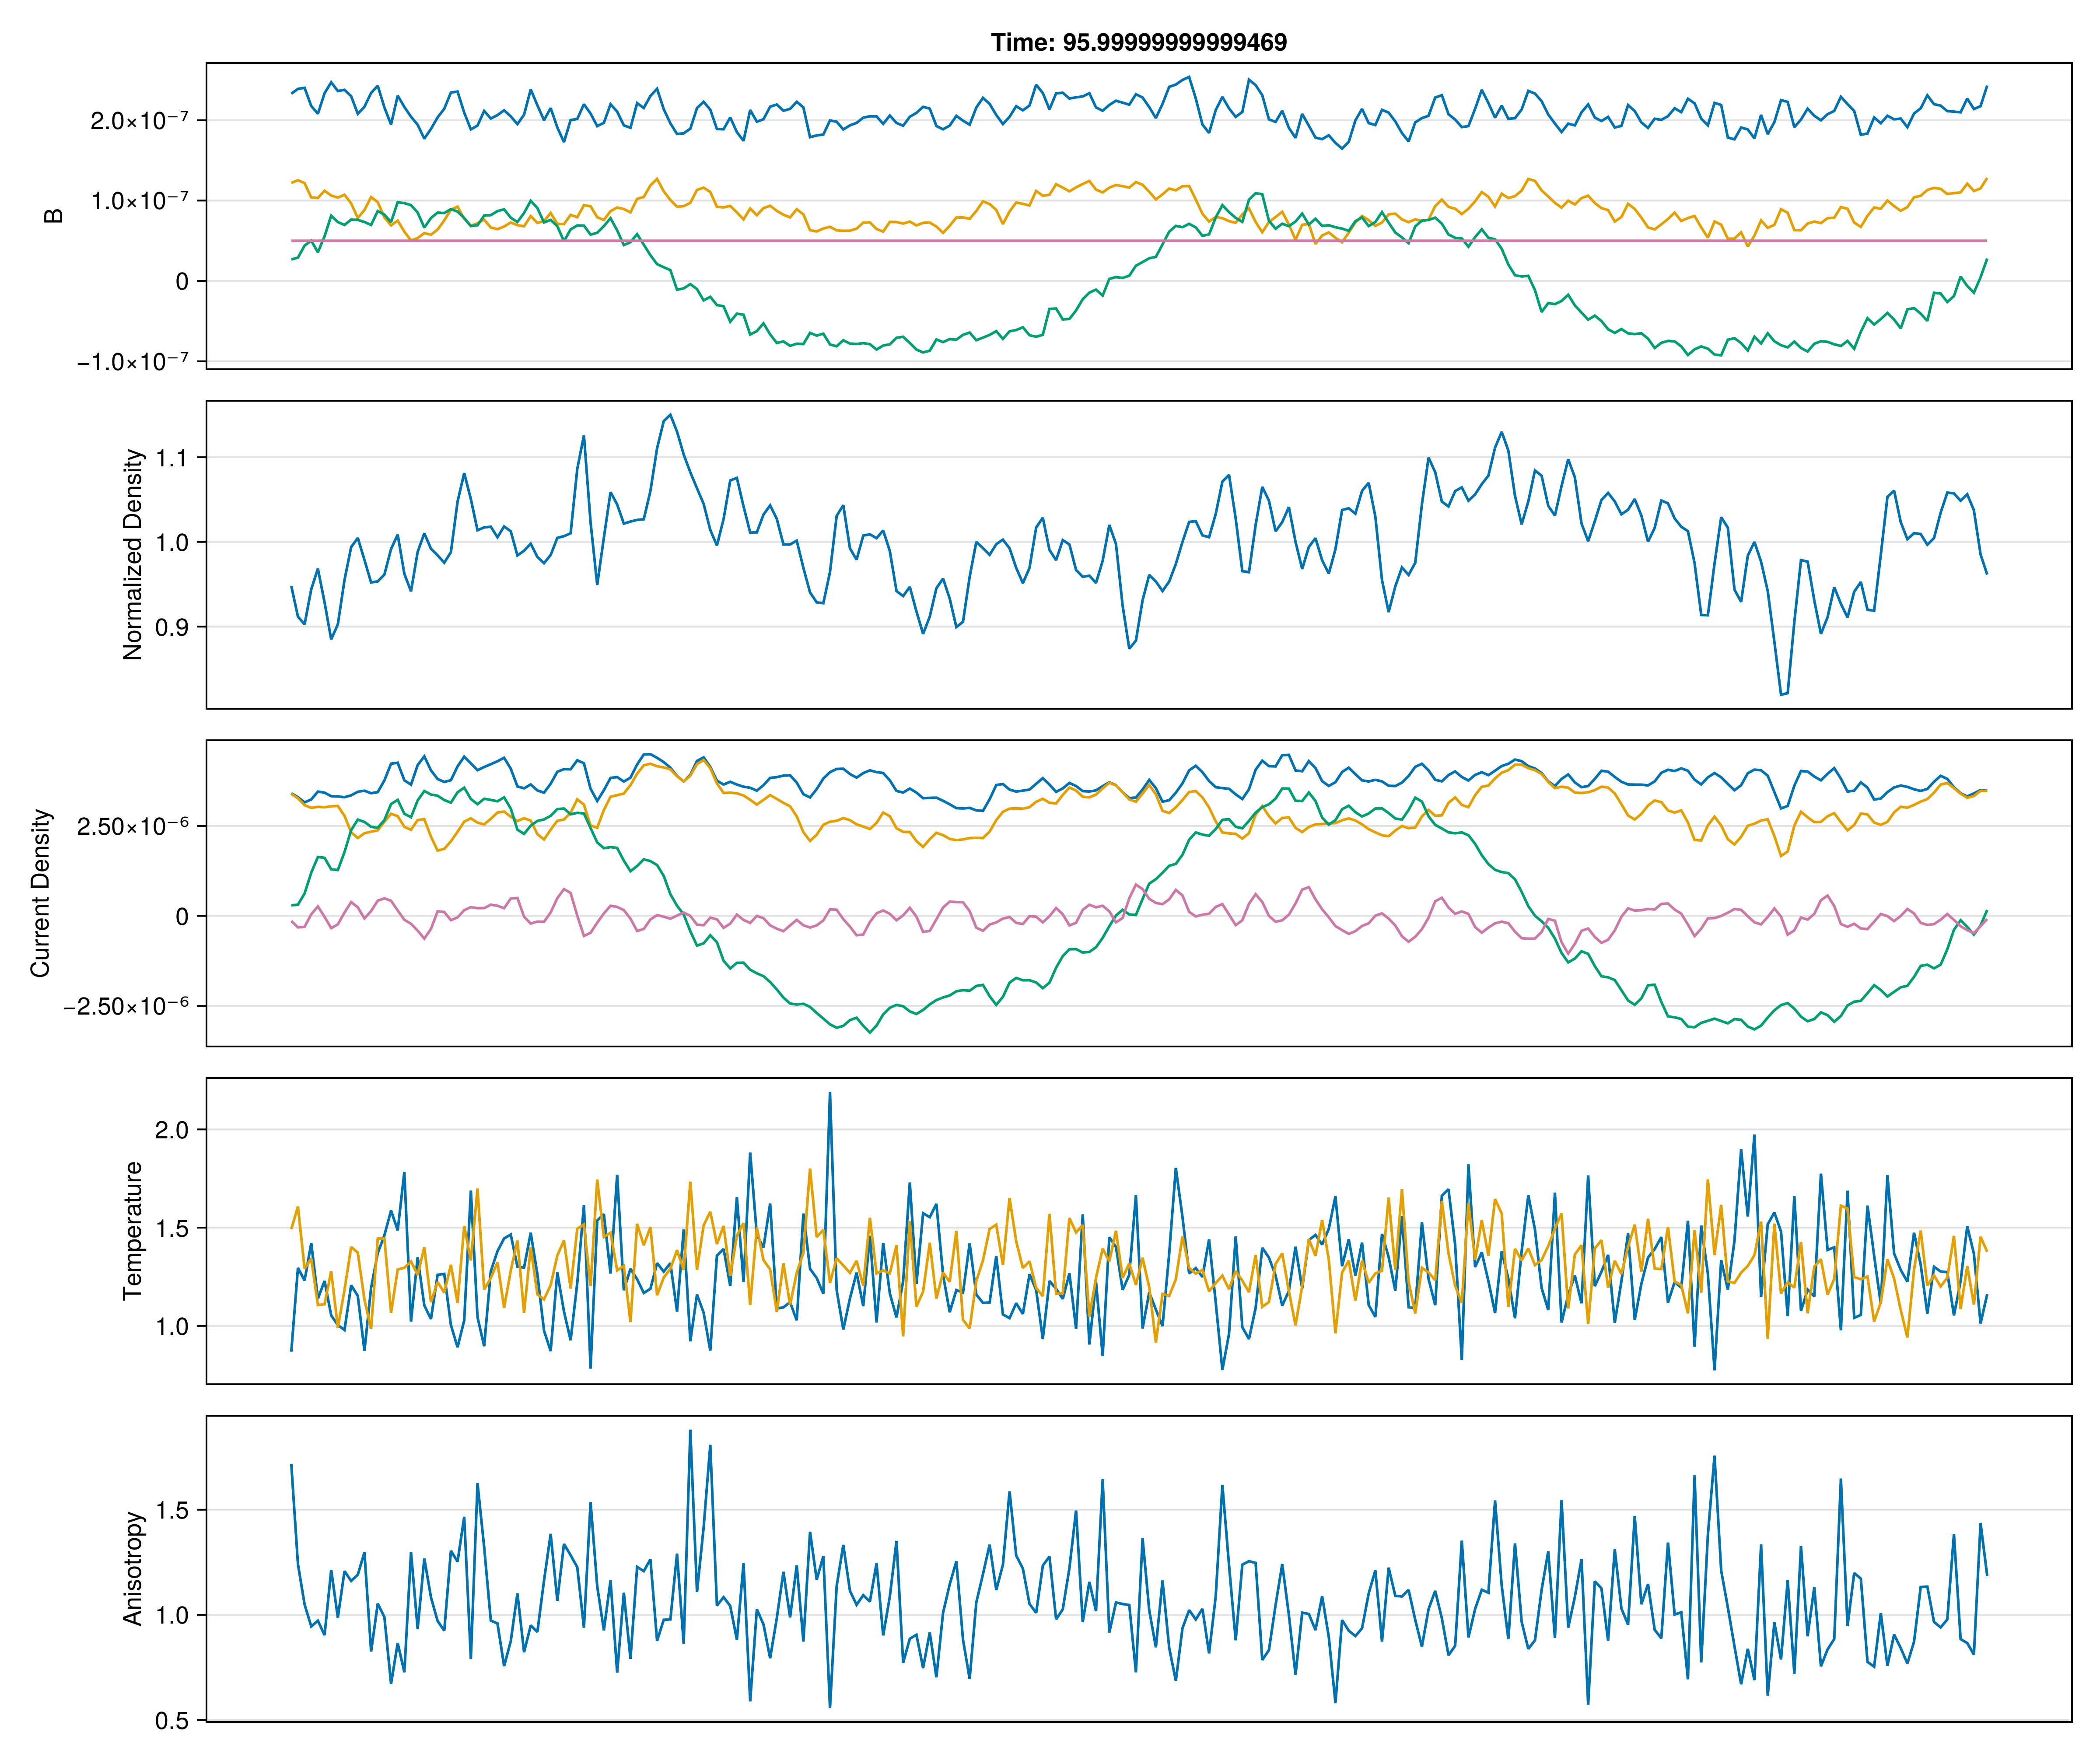 Time: 95.99999999999469
B
2.0×10⁻⁷
1.0×10⁻⁷
0
−1.0×10⁻⁷
Normalized Density
1.1
1.0
0.9
Current Density
2.50×10⁻⁶
0
−2.50×10⁻⁶
Temperature
2.0
1.5
1.0
Anisotropy
1.5
1.0
0.5